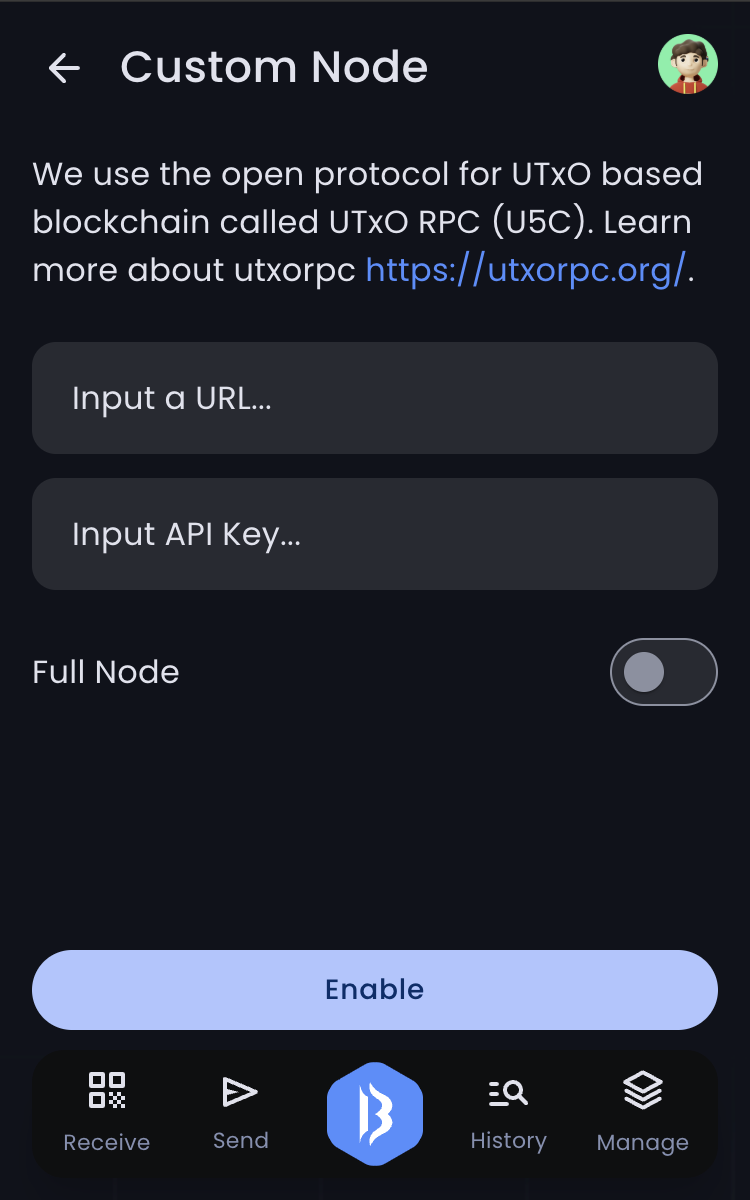 Custom Node
We use the open protocol for UTxO based
blockchain called UTxO RPC (U5C). Learn
more about utxorpc https://utxorpc.org/.
Input a URL...
Input API Key...
Full Node
Enable
Receive
Send
History
Manage